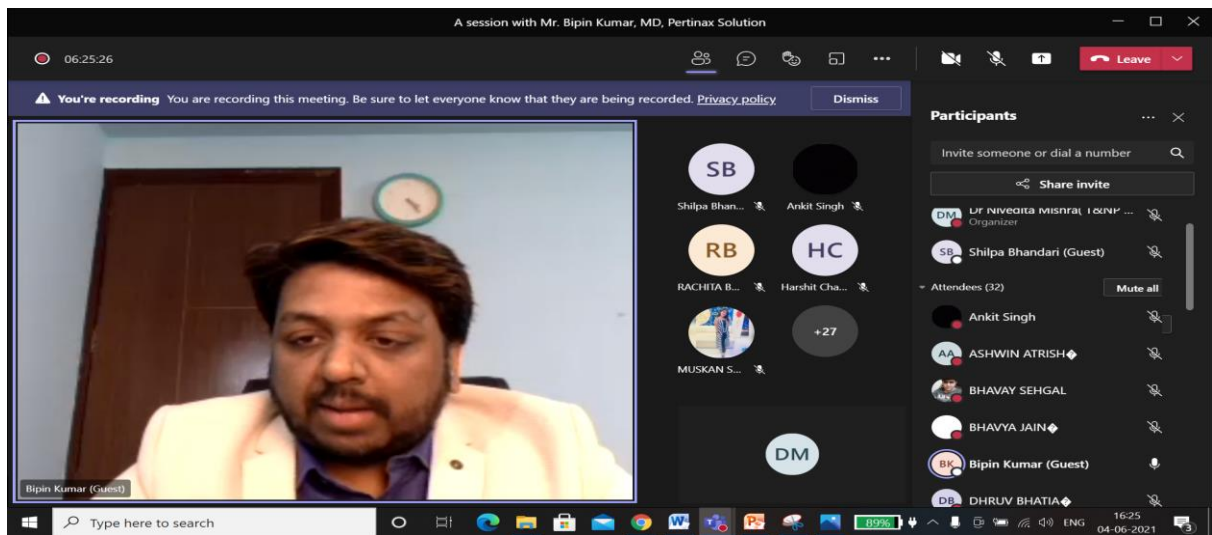 A session with Mr. Bipin Kumar, MD, Pertinax Solution
06:25:26
Leave
You're recording You are recording this meeting. Be sure to let everyone know that they are being recorded. Privacy policy
Dismiss
Bipin Kumar (Guest)
SB
Shilpa Bhan...
Ankit Singh
RB
RACHITA B...
HC
Harshit Cha...
MUSKAN S...
+27
DM
Participants
Invite someone or dial a number
Share invite
DM Dr Nivedita Mishra( T&NP ...
Organizer
SB Shilpa Bhandari (Guest)
Attendees (32) Mute all
Ankit Singh
AA ASHWIN ATRISH�
BHAVAY SEHGAL
BHAVYA JAIN�
BK Bipin Kumar (Guest)
DB DHRUV BHATIA�
Type here to search
89%
ENG
16:25
04-06-2021
3